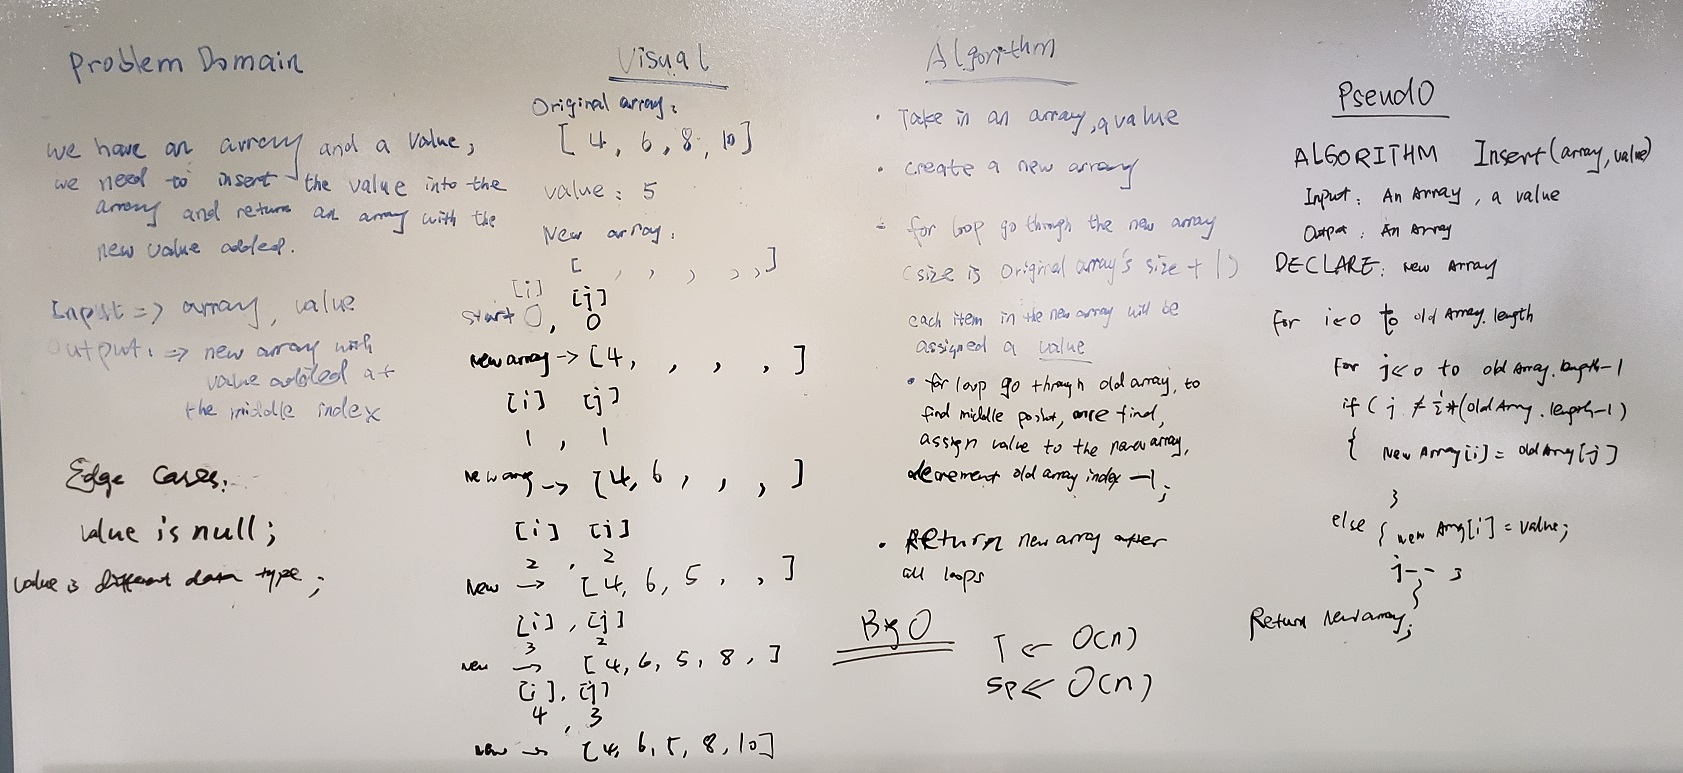 Problem Domain
we have an array and a value,
we need to insert the value into the
array and return an array with the
new value added.
Input => array, value
Output: => new array with
value added at
the middle index
Edge Cases.
value is null;
value is different data type;
Visual
Original array:
[ 4, 6, 8, 10]
value: 5
New array:
[ , , , , , ]
[i] [j]
start 0, 0
new array -> [4, , , , ]
[i] [j]
1 , 1
-> [4, 6, , , ]
[i] [j]
2 , 2
new -> [4, 6, 5, , ]
[i] , [j]
3 2
new -> [4, 6, 5, 8, ]
[i], [j]
4 , 3
new -> [4, 6, 5, 8, 10]
Algorithm
• Take in an array, a value
• create a new array
• for loop go through the new array
(size is original array's size + 1)
each item in the new array will be
assigned a value
• for loop go through old array, to
find middle point, once find,
assign value to the new array,
decrement old array index -1;
• Return new array after
all loops
Big O
T <- O(n)
Sp <- O(n)
Pseudo
ALGORITHM Insert(array, value)
Input: An Array, a value
Output: An Array
DECLARE: new Array
for i<-0 to old Array.length
for j<-0 to old Array.length-1
if ( j ≠ *(old Array.length-1)
{ new Array[i] = old Array[j]
}
else { new Array[i] = value;
j-- }
}
Return new array;